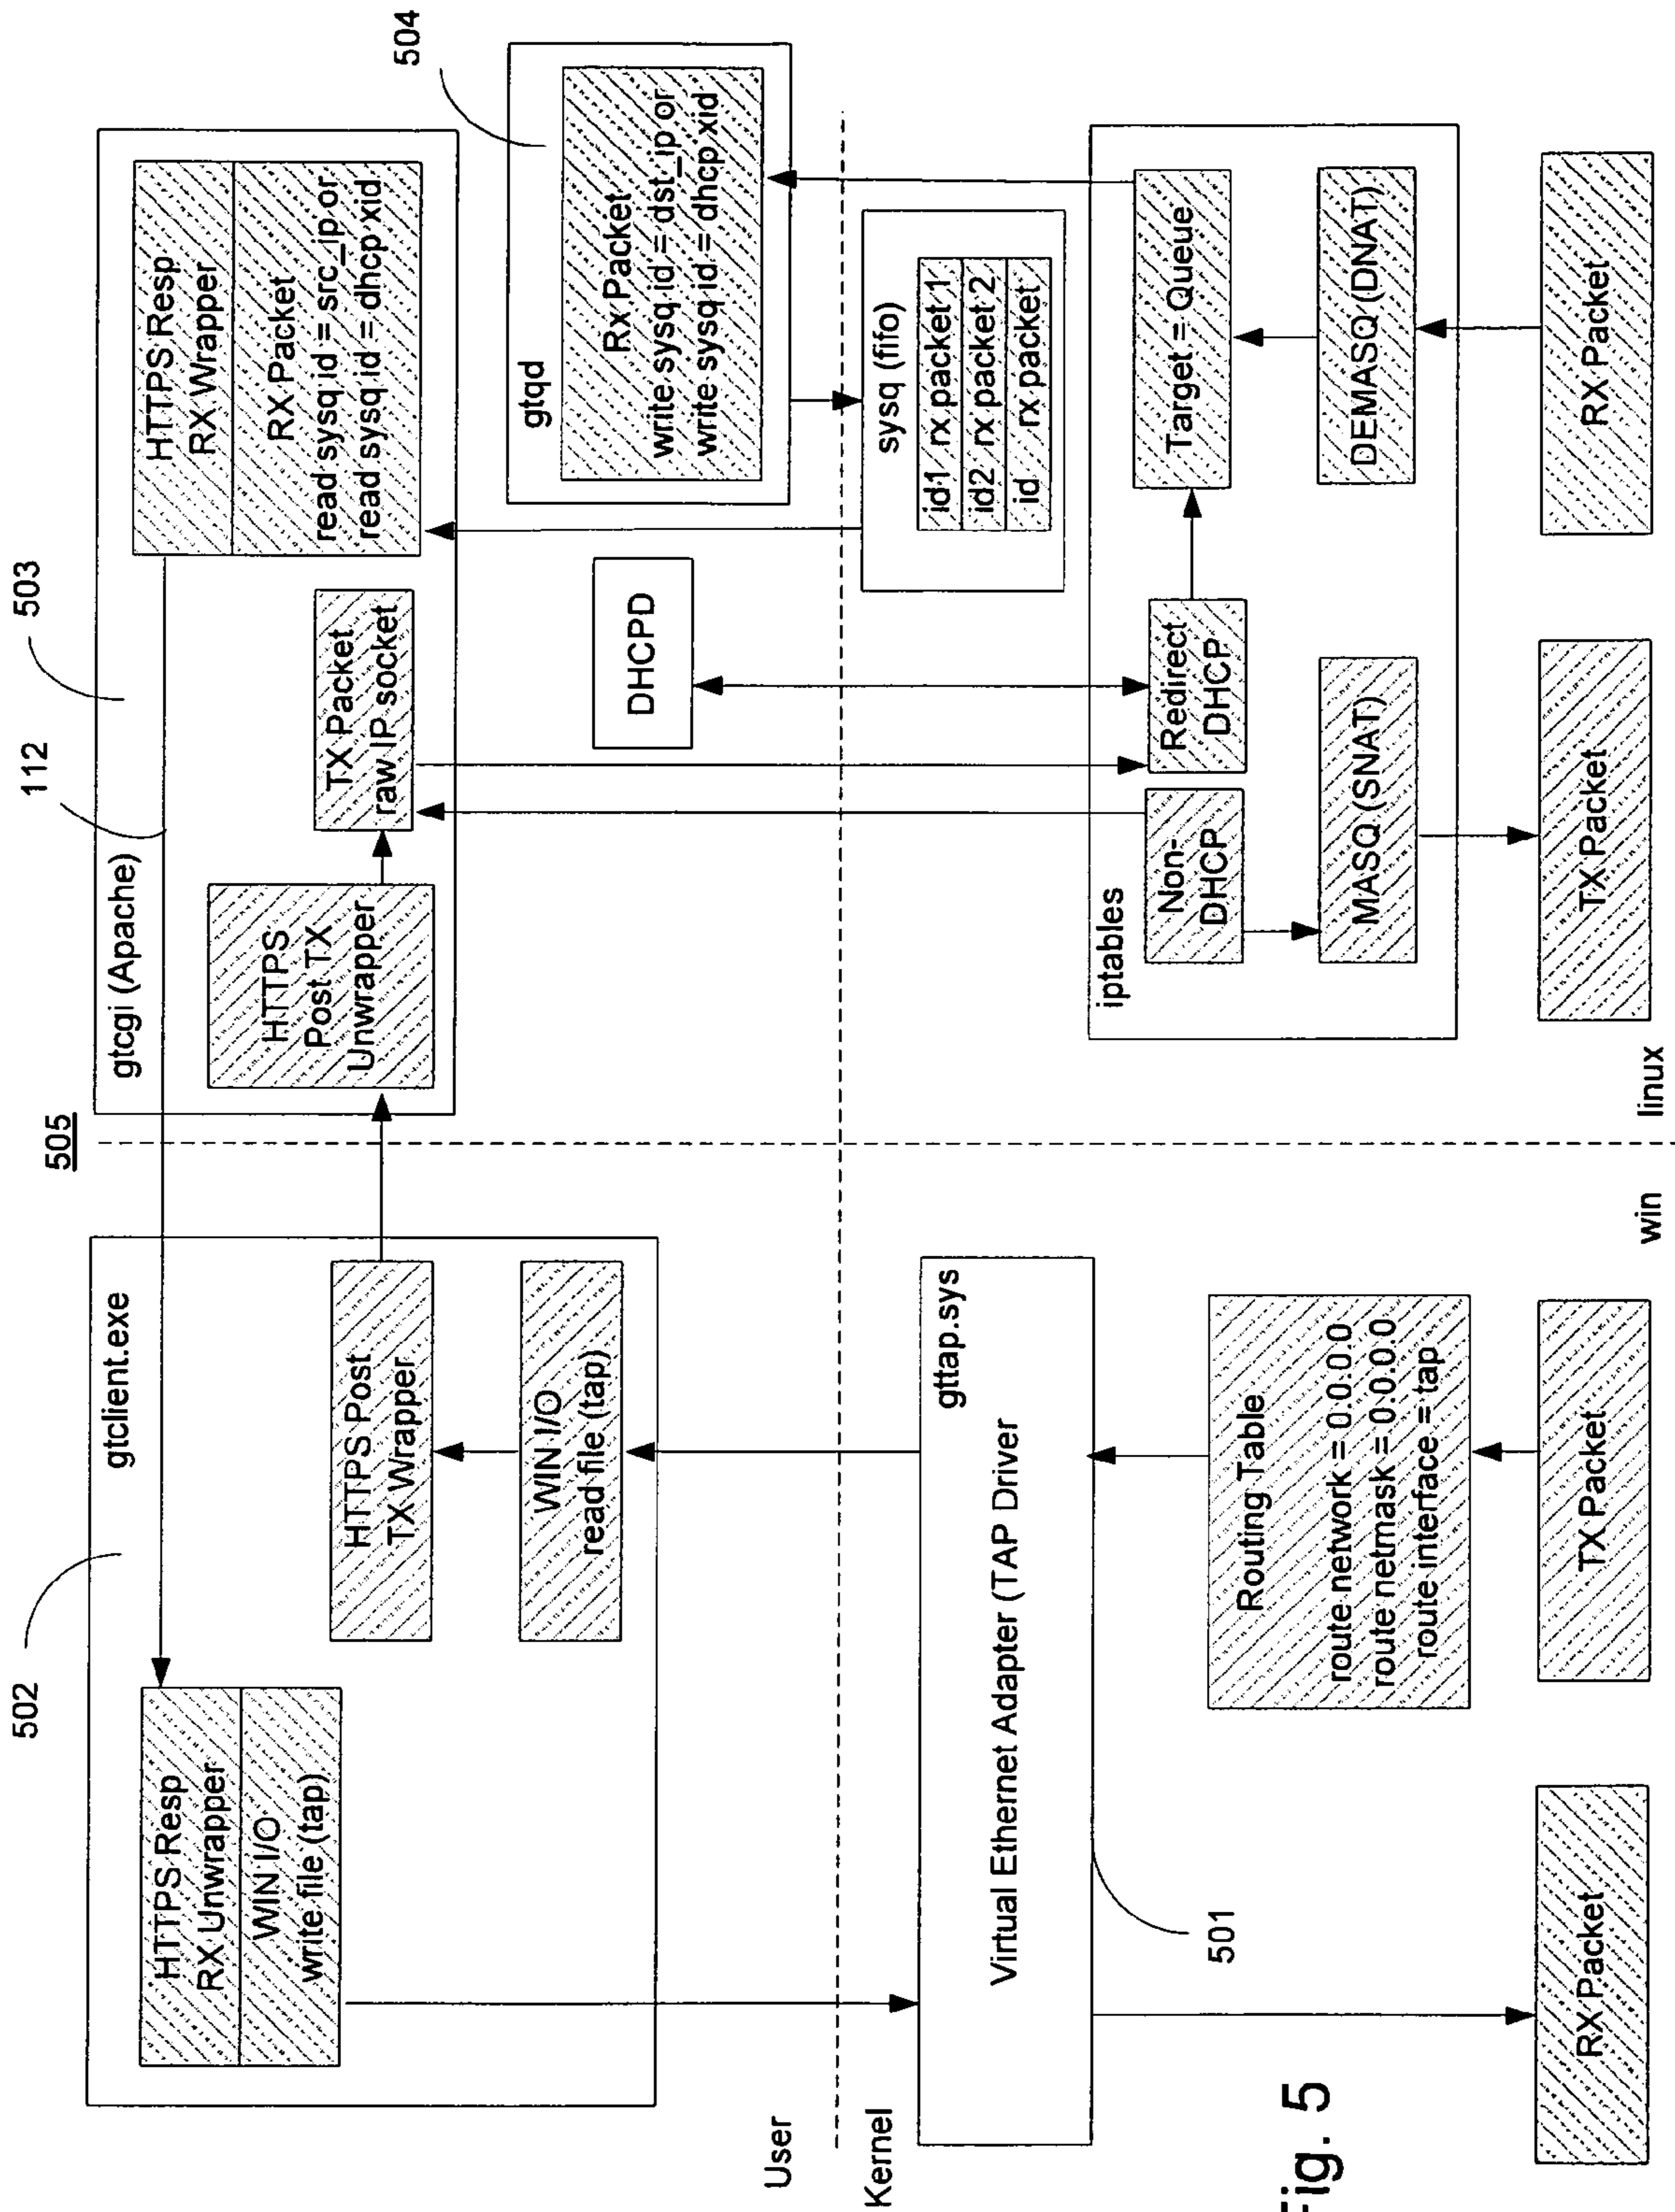 505
502
gtclient.exe
HTTPS Resp
RX Unwrapper
WIN I/O
write file (tap)
HTTPS Post
TX Wrapper
WIN I/O
read file (tap)
112
503
gtcgi (Apache)
HTTPS
Post TX
Unwrapper
TX Packet
raw IP socket
HTTPS Resp
RX Wrapper
RX Packet
read sysq id = src_ip or
read sysq id = dhcp xid
504
gtqd
Rx Packet
write sysq id = dst_ip or
write sysq id = dhcp xid
DHCPD
User
Kernel
gttap.sys
Virtual Ethernet Adapter (TAP Driver
501
Routing Table
route network = 0.0.0.0
route netmask = 0.0.0.0
route interface = tap
RX Packet
TX Packet
win
sysq (fifo)
id1 rx packet 1
id2 rx packet 2
id. rx packet
iptables
Non-
DHCP
Redirect
DHCP
Target = Queue
MASQ (SNAT)
DEMASQ (DNAT)
TX Packet
RX Packet
linux
Fig. 5